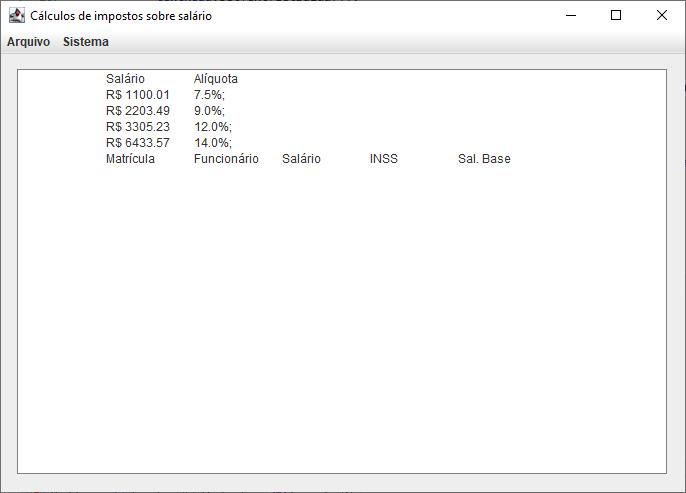 Cálculos de impostos sobre salário
Arquivo Sistema
Salário Alíquota
R$ 1100.01 7.5%;
R$ 2203.49 9.0%;
R$ 3305.23 12.0%;
R$ 6433.57 14.0%;
Matrícula Funcionário Salário INSS Sal. Base